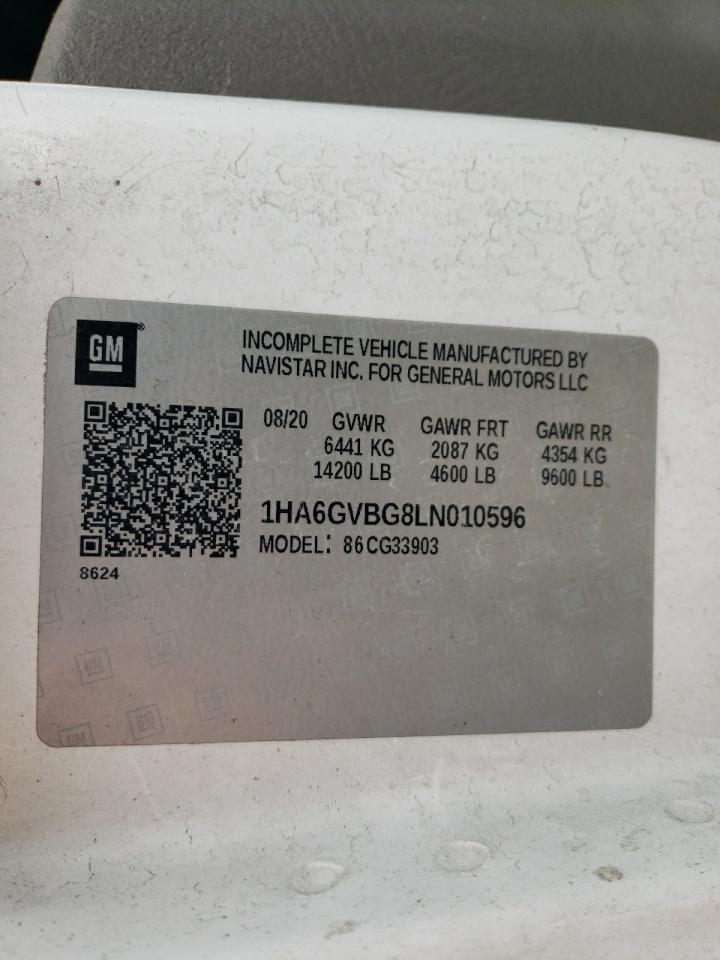 GM
INCOMPLETE VEHICLE MANUFACTURED BY
NAVISTAR INC. FOR GENERAL MOTORS LLC
08/20 GVWR GAWR FRT GAWR RR
6441 KG 2087 KG 4354 KG
14200 LB 4600 LB 9600 LB
1HA6GVBG8LN010596
MODEL: 86CG33903
8624